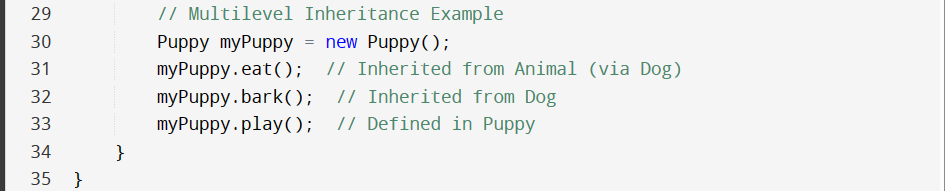 29 // Multilevel Inheritance Example
30 Puppy myPuppy = new Puppy();
31 myPuppy.eat();  // Inherited from Animal (via Dog)
32 myPuppy.bark();  // Inherited from Dog
33 myPuppy.play();  // Defined in Puppy
34 }
35 }